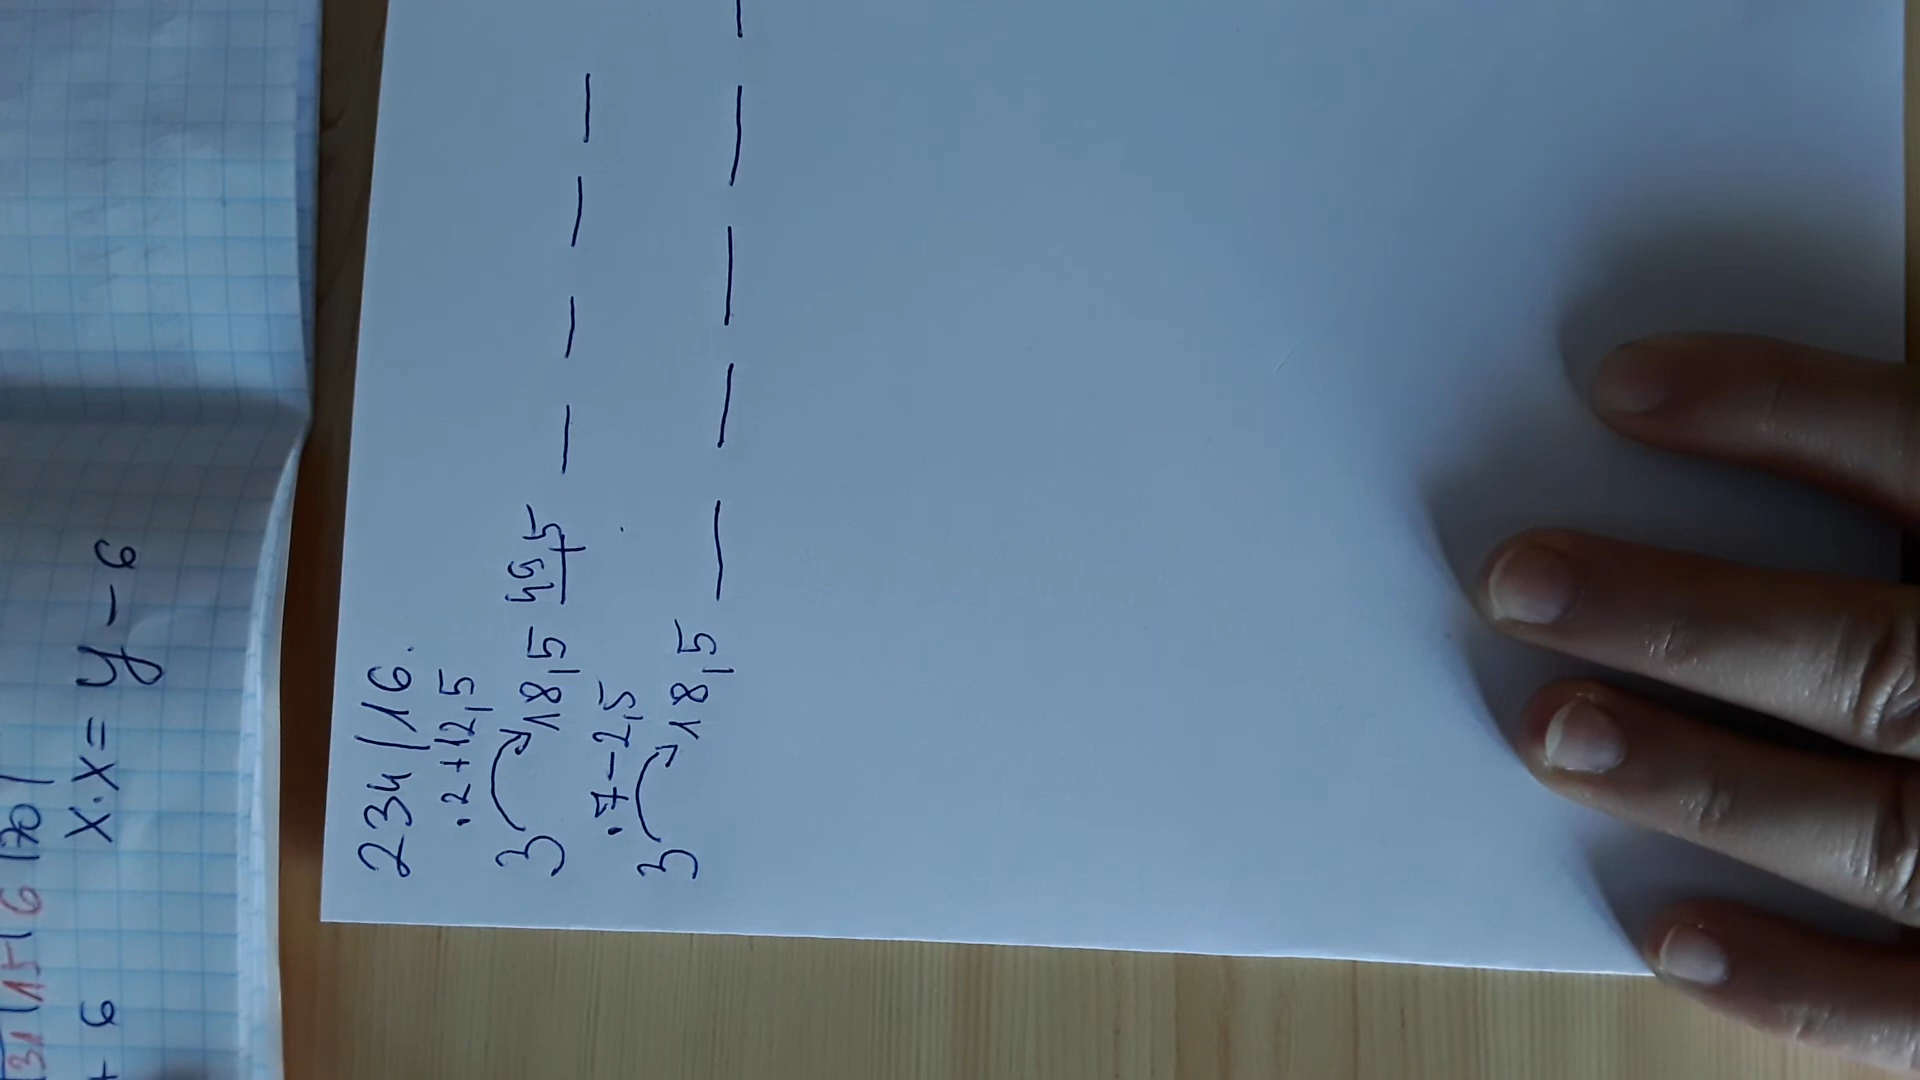 234/16.
·2+12,5
3 18,5 49,5 _ _ _ _
·7-2,5
3 18,5 _ _ _ _ _
x·x=y-6
+ 6